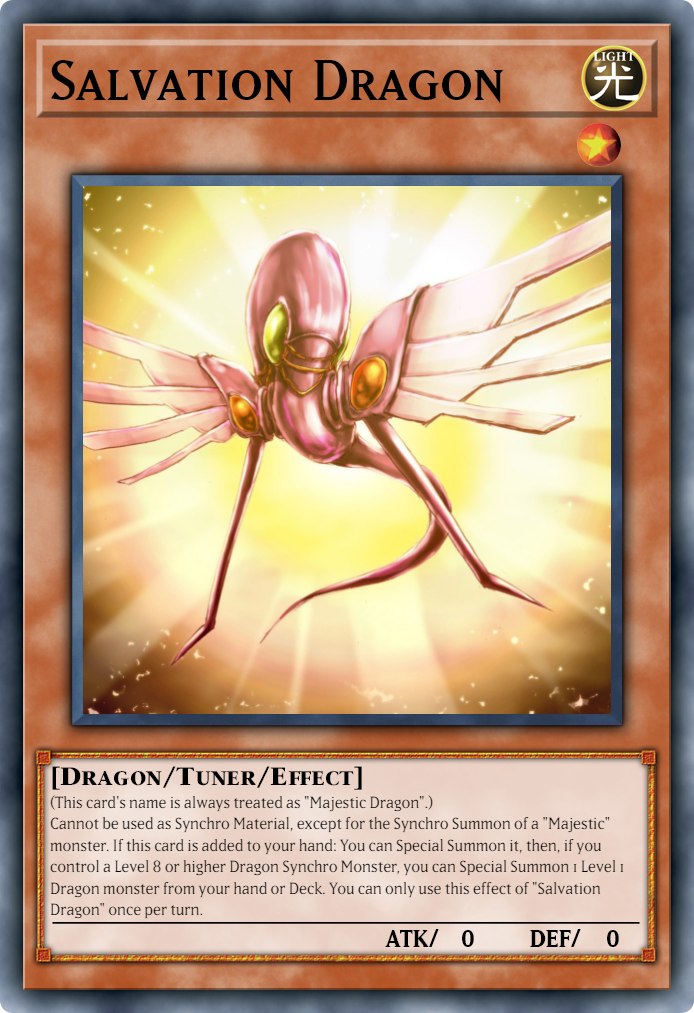 Salvation Dragon
LIGHT
光
[Dragon/Tuner/Effect]
(This card's name is always treated as "Majestic Dragon".)
Cannot be used as Synchro Material, except for the Synchro Summon of a "Majestic"
monster. If this card is added to your hand: You can Special Summon it, then, if you
control a Level 8 or higher Dragon Synchro Monster, you can Special Summon 1 Level 1
Dragon monster from your hand or Deck. You can only use this effect of "Salvation
Dragon" once per turn.
ATK/ 0 DEF/ 0